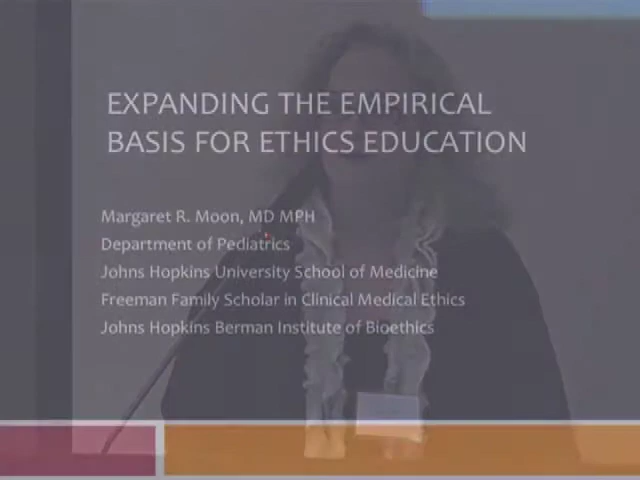 EXPANDING THE EMPIRICAL
BASIS FOR ETHICS EDUCATION
Margaret R. Moon, MD MPH
Department of Pediatrics
Johns Hopkins University School of Medicine
Freeman Family Scholar in Clinical Medical Ethics
Johns Hopkins Berman Institute of Bioethics